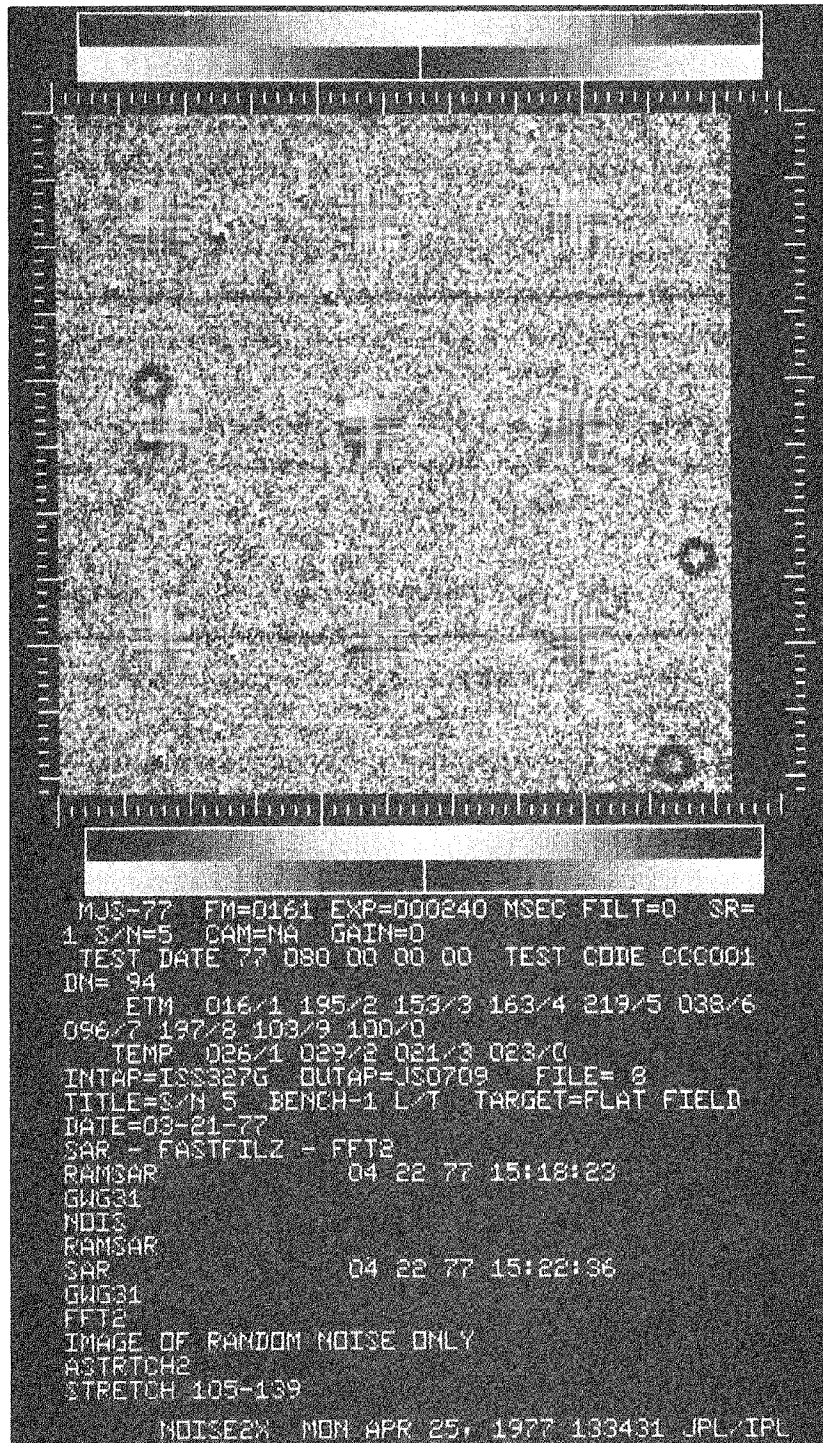 MJS-77 FM=0161 EXP=000240 MSEC FILT=0 SR=
1 S/N=5 CAM=NA GAIN=0
TEST DATE 77 080 00 00 00 TEST CODE CCC001
DN= 94
ETM 016/1 195/2 153/3 163/4 219/5 038/6
096/7 197/8 103/9 100/0
TEMP 026/1 029/2 021/3 023/0
INTAP=ISS327G OUTAP=JS0709 FILE= 8
TITLE=S/N 5 BENCH-1 L/T TARGET=FLAT FIELD
DATE=03-21-77
SAR - FASTFILZ - FFT2
RAMSAR 04 22 77 15:18:23
GWG31
NOIS
RAMSAR
SAR 04 22 77 15:22:36
GWG31
FFT2
IMAGE OF RANDOM NOISE ONLY
ASTRTCH2
STRETCH 105-139
NOISE2X MON APR 25, 1977 133431 JPL/IPL